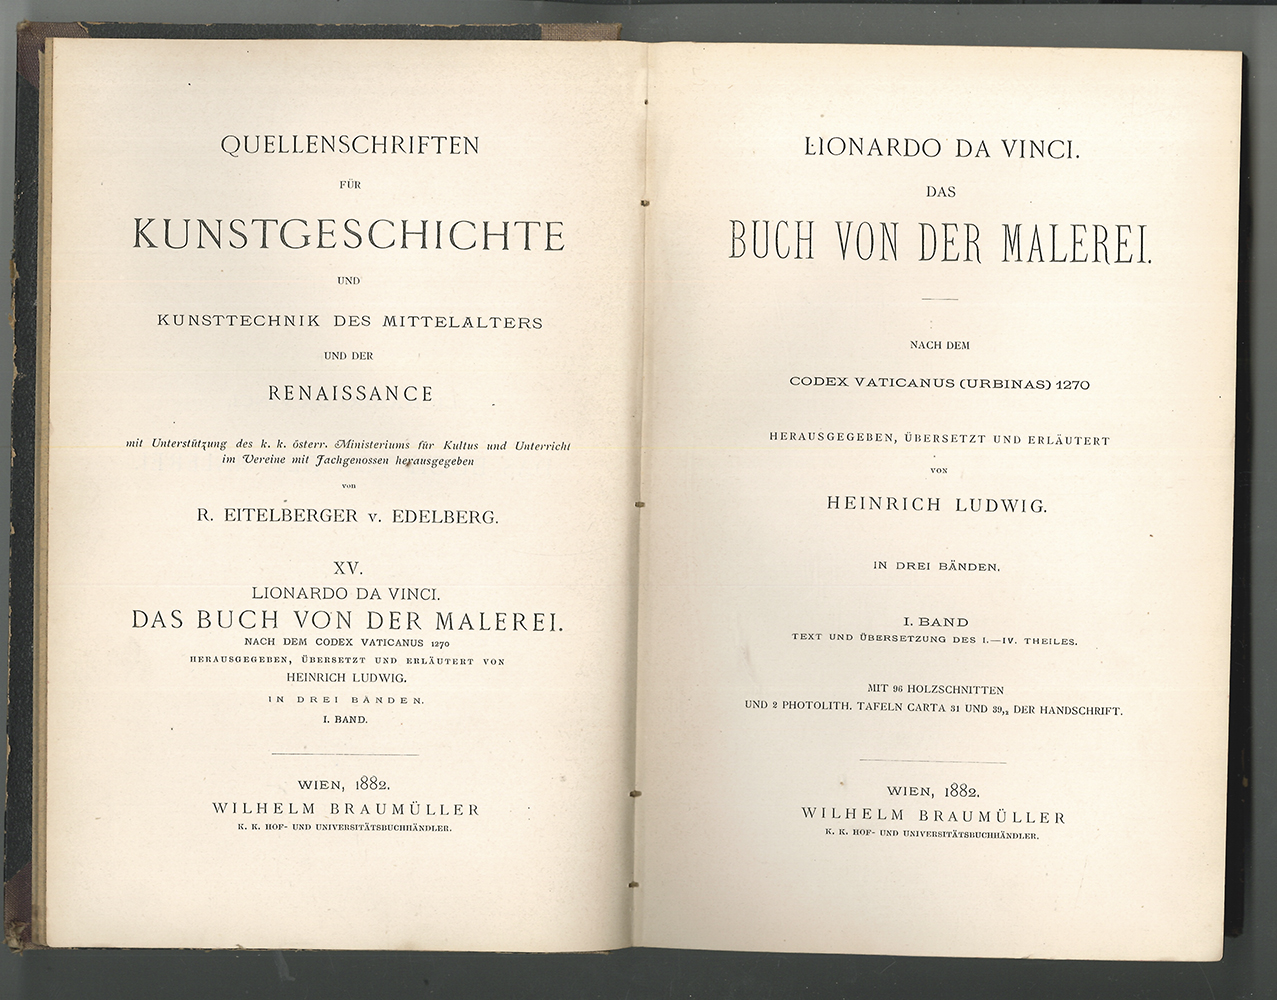 QUELLENSCHRIFTEN
FÜR
KUNSTGESCHICHTE
UND
KUNSTTECHNIK DES MITTELALTERS
UND DER
RENAISSANCE
mit Unterstützung des k. k. österr. Ministeriums für Kultus und Unterricht
im Vereine mit Fachgenossen herausgegeben
von
R. EITELBERGER v. EDELBERG.
XV.
LIONARDO DA VINCI.
DAS BUCH VON DER MALEREI.
NACH DEM CODEX VATICANUS 1270
HERAUSGEGEBEN, ÜBERSETZT UND ERLÄUTERT VON
HEINRICH LUDWIG.
IN DREI BÄNDEN.
I. BAND.
WIEN, 1882.
WILHELM BRAUMÜLLER
K. K. HOF- UND UNIVERSITÄTSBUCHHÄNDLER.
LIONARDO DA VINCI.
DAS
BUCH VON DER MALEREI.
NACH DEM
CODEX VATICANUS (URBINAS) 1270
HERAUSGEGEBEN, ÜBERSETZT UND ERLÄUTERT
VON
HEINRICH LUDWIG.
IN DREI BÄNDEN.
I. BAND
TEXT UND ÜBERSETZUNG DES I.—IV. THEILES.
MIT 96 HOLZSCHNITTEN
UND 2 PHOTOLITH. TAFELN CARTA 31 UND 39,2 DER HANDSCHRIFT.
WIEN, 1882.
WILHELM BRAUMÜLLER
K. K. HOF- UND UNIVERSITÄTSBUCHHÄNDLER.